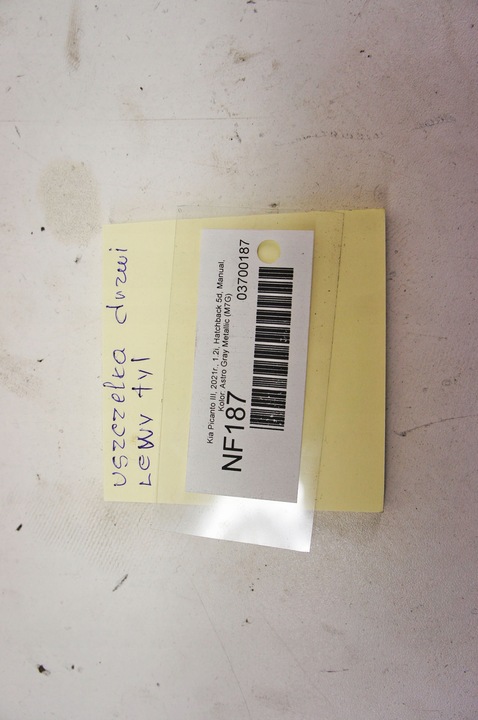 uszczelka drzwi
Lewy tył
Kia Picanto III, 2021r., 1.2i, Hatchback 5d, Manual,
Kolor: Astro Gray Metallic (M7G)
NF187
03700187